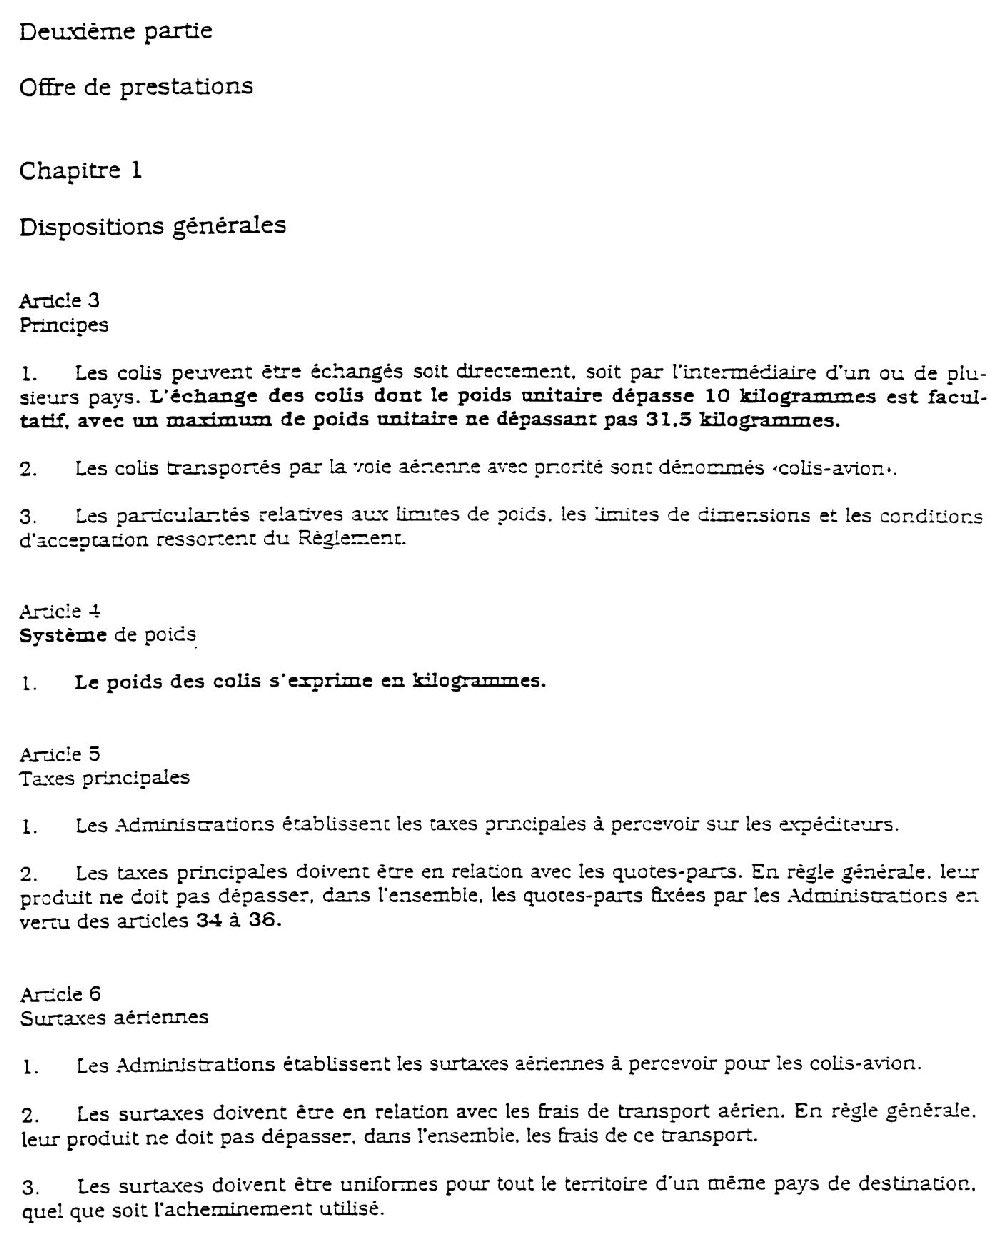 Deuxième partie
Offre de prestations
Chapitre 1
Dispositions générales
Article 3
Principes
1. Les colis peuvent être échangés soit directement, soit par l'intermédiaire d'un ou de plu-
sieurs pays. L'échange des colis dont le poids unitaire dépasse 10 kilogrammes est facul-
tatif, avec un maximum de poids unitaire ne dépassant pas 31,5 kilogrammes.
2. Les colis transportés par la voie aérienne avec priorité sont dénommés «colis-avion».
3. Les particularités relatives aux limites de poids, les limites de dimensions et les conditions
d'acceptation ressortent du Règlement.
Article 4
Système de poids
1. Le poids des colis s'exprime en kilogrammes.
Article 5
Taxes principales
1. Les Administrations établissent les taxes principales à percevoir sur les expéditeurs.
2. Les taxes principales doivent être en relation avec les quotes-parts. En règle générale, leur
produit ne doit pas dépasser, dans l'ensemble, les quotes-parts fixées par les Administrations en
vertu des articles 34 à 36.
Article 6
Surtaxes aériennes
1. Les Administrations établissent les surtaxes aériennes à percevoir pour les colis-avion.
2. Les surtaxes doivent être en relation avec les frais de transport aérien. En règle générale,
leur produit ne doit pas dépasser, dans l'ensemble, les frais de ce transport.
3. Les surtaxes doivent être uniformes pour tout le territoire d'un même pays de destination,
quel que soit l'acheminement utilisé.